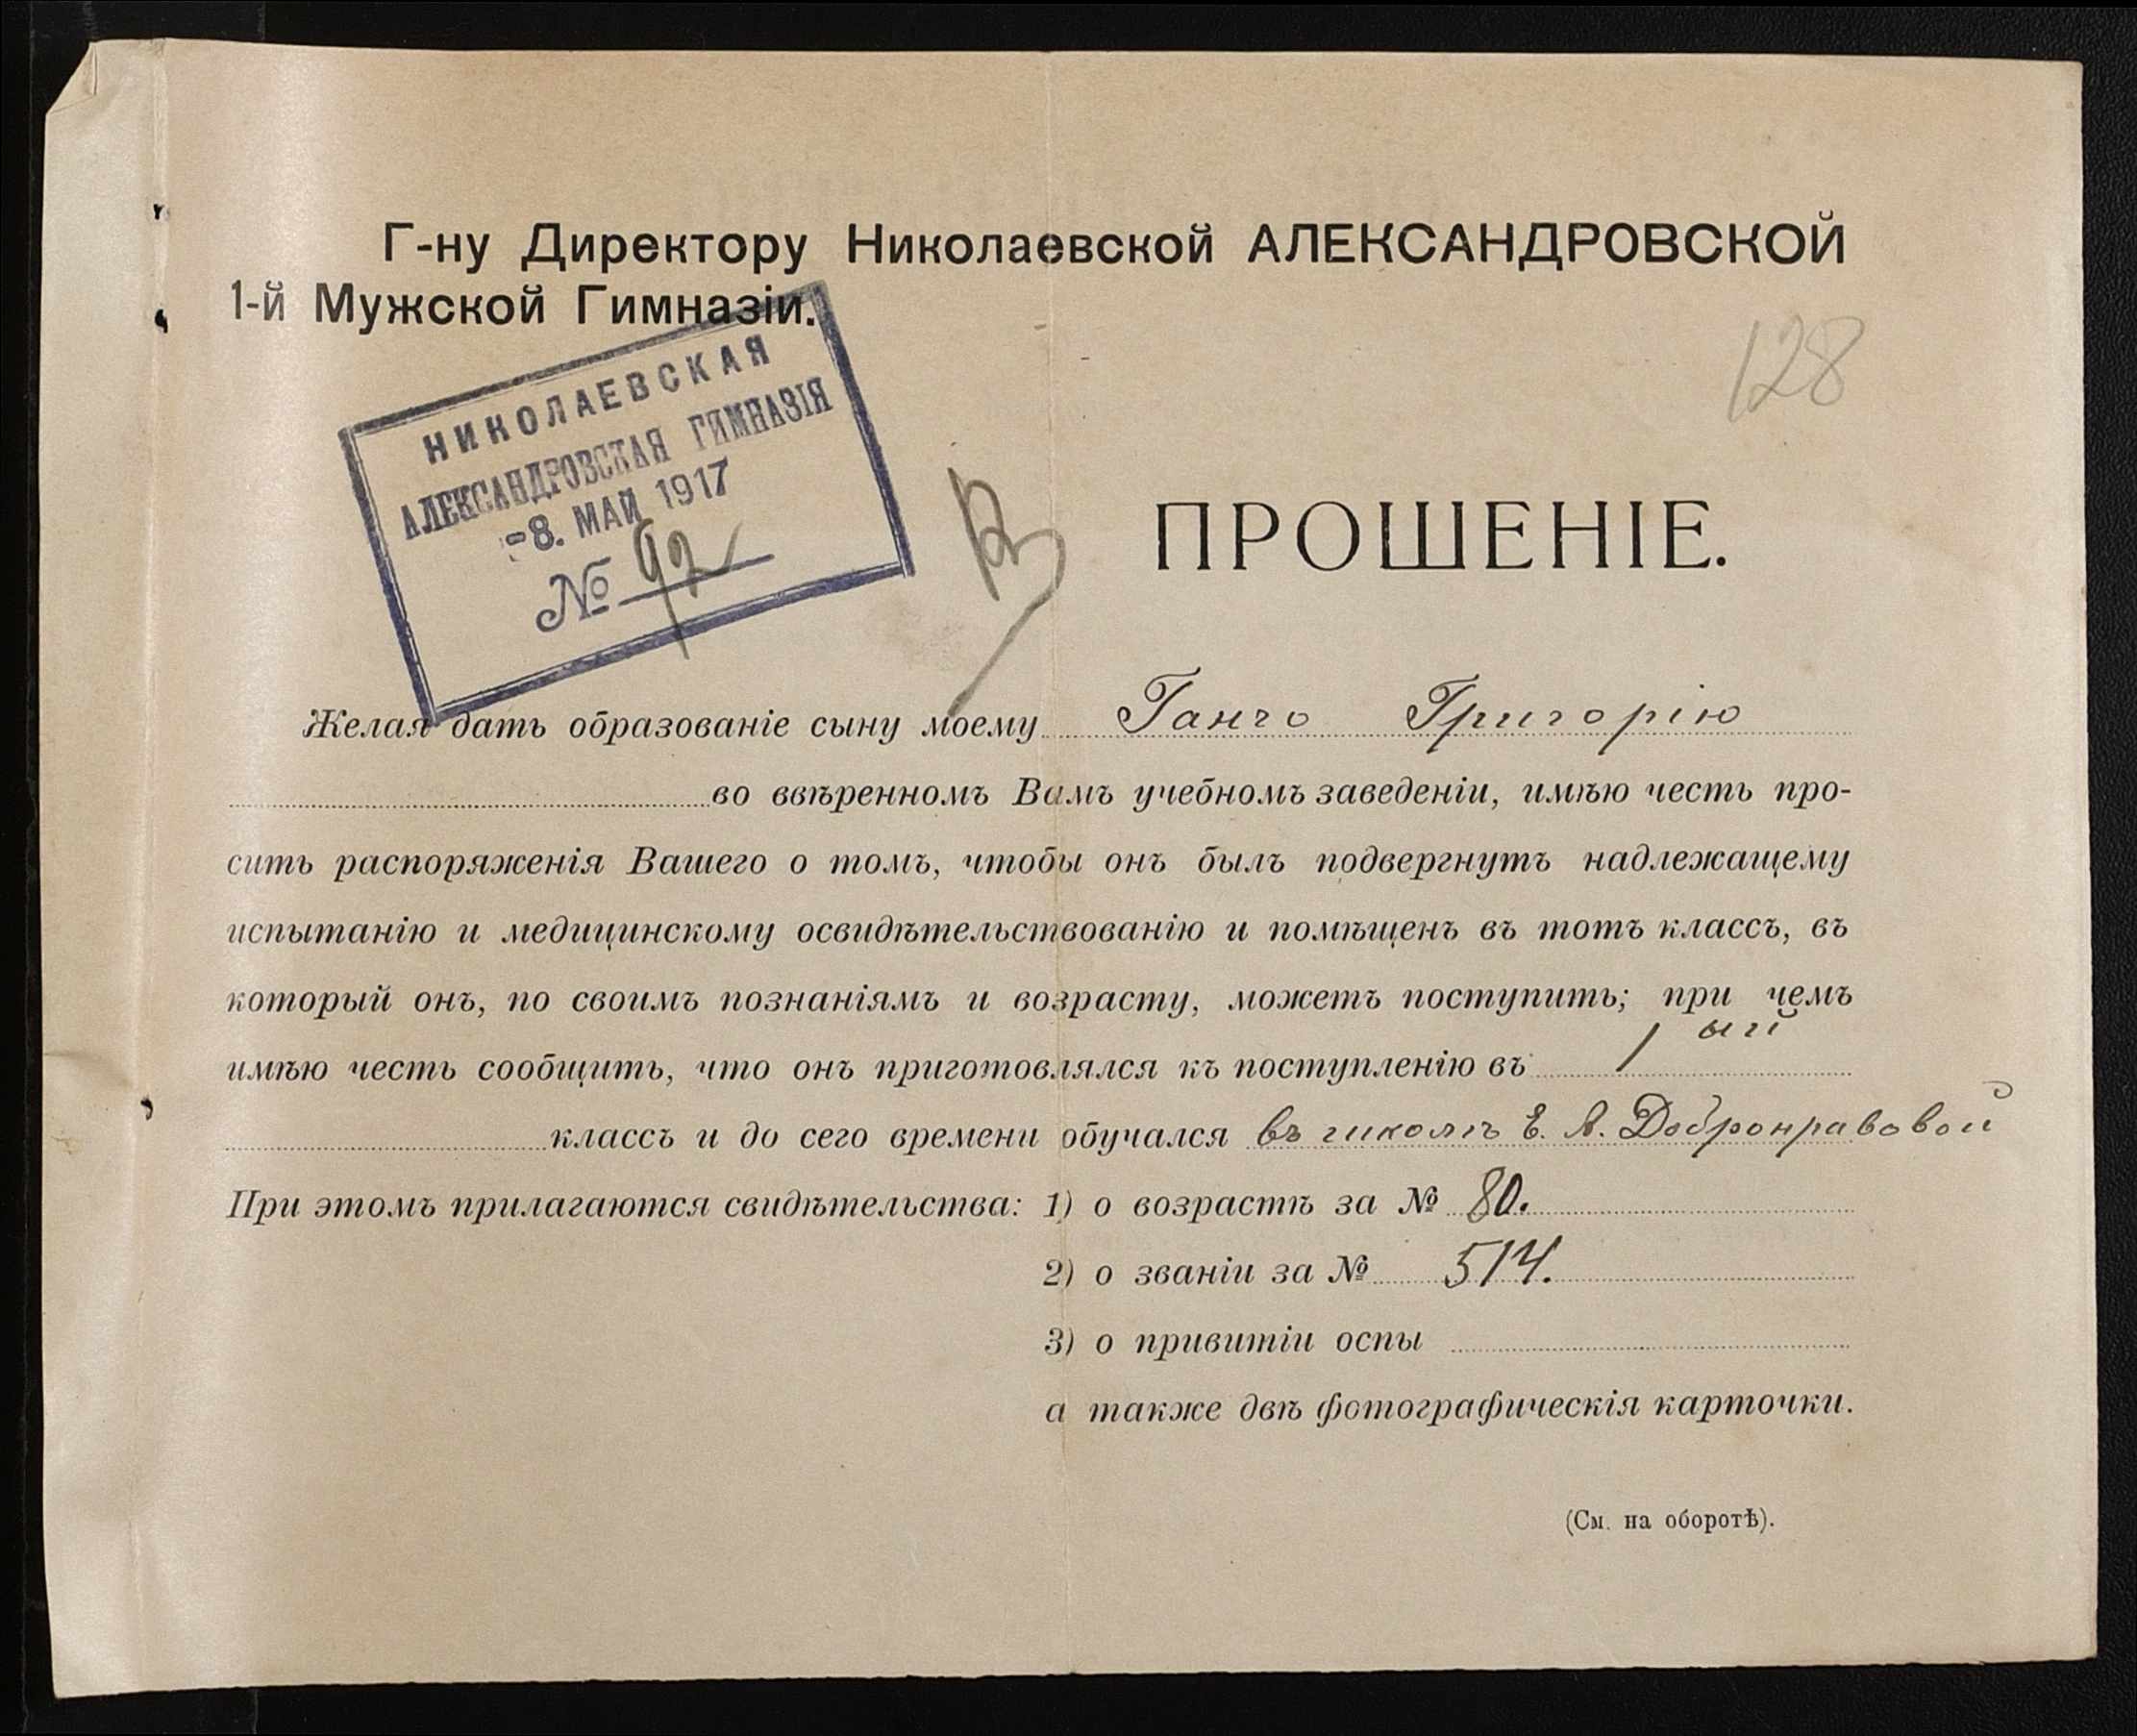 Г-ну Директору Николаевской АЛЕКСАНДРОВСКОЙ
1-й Мужской Гимназіи.
НИКОЛАЕВСКАЯ
АЛЕКСАНДРОВСКАЯ ГИМНАЗІЯ
-8. МАЙ 1917
№ 92
128
ПРОШЕНІЕ.
Желая дать образованіе сыну моему Ганго Григорію
во ввѣренномъ Вамъ учебномъ заведеніи, имѣю честь про-
сить распоряженія Вашего о томъ, чтобы онъ былъ подвергнутъ надлежащему
испытанію и медицинскому освидѣтельствованію и помѣщенъ въ тотъ классъ, въ
который онъ, по своимъ познаніямъ и возрасту, можетъ поступить; при чемъ
имѣю честь сообщить, что онъ приготовлялся къ поступленію въ 1ый
классъ и до сего времени обучался въ школѣ Е. А. Добронравовой
При этомъ прилагаются свидѣтельства: 1) о возрастѣ за № 80.
2) о званіи за № 514.
3) о привитіи оспы
а также двѣ фотографическія карточки.
(См. на оборотѣ).